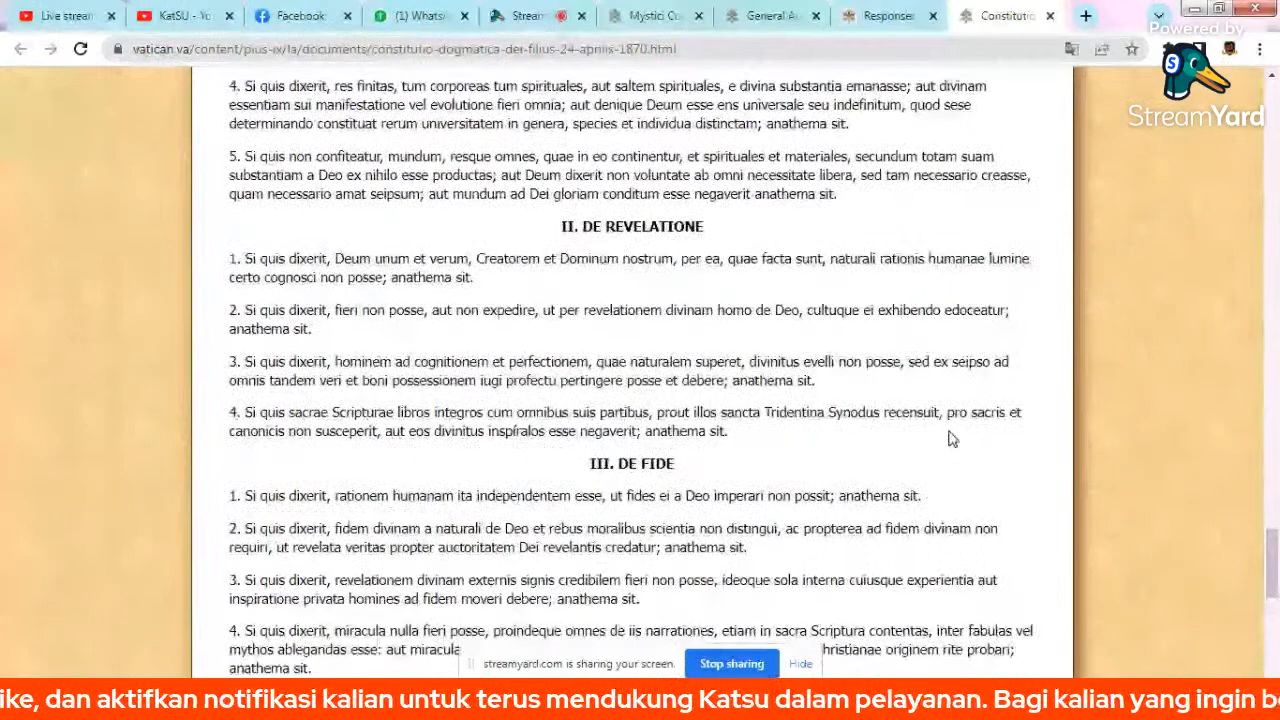 Live stream
KatSU - Yo
Facebook
(1) Whats
Stream
Mystici Co
General Au
Response
Constitutio
Powered by
vatican.va/content/pius-ix/la/documents/constitutio-dogmatica-dei-filius-24-aprilis-1870.html
S
StreamYard
4. Si quis dixerit, res finitas, tum corporeas tum spirituales, aut saltem spirituales, e divina substantia emanasse; aut divinam
essentiam sui manifestatione vel evolutione fieri omnia; aut denique Deum esse ens universale seu indefinitum, quod sese
determinando constituat rerum universitatem in genera, species et individua distinctam; anathema sit.
5. Si quis non confiteatur, mundum, resque omnes, quae in eo continentur, et spirituales et materiales, secundum totam suam
substantiam a Deo ex nihilo esse productas; aut Deum dixerit non voluntate ab omni necessitate libera, sed tam necessario creasse,
quam necessario amat seipsum; aut mundum ad Dei gloriam conditum esse negaverit anathema sit.
II. DE REVELATIONE
1. Si quis dixerit, Deum unum et verum, Creatorem et Dominum nostrum, per ea, quae facta sunt, naturali rationis humanae lumine
certo cognosci non posse; anathema sit.
2. Si quis dixerit, fieri non posse, aut non expedire, ut per revelationem divinam homo de Deo, cultuque ei exhibendo edoceatur;
anathema sit.
3. Si quis dixerit, hominem ad cognitionem et perfectionem, quae naturalem superet, divinitus evelli non posse, sed ex seipso ad
omnis tandem veri et boni possessionem iugi profectu pertingere posse et debere; anathema sit.
4. Si quis sacrae Scripturae libros integros cum omnibus suis partibus, prout illos sancta Tridentina Synodus recensuit, pro sacris et
canonicis non susceperit, aut eos divinitus inspíralos esse negaverit; anathema sit.
III. DE FIDE
1. Si quis dixerit, rationem humanam ita independentem esse, ut fides ei a Deo imperari non possit; anathema sit.
2. Si quis dixerit, fidem divinam a naturali de Deo et rebus moralibus scientia non distingui, ac propterea ad fidem divinam non
requiri, ut revelata veritas propter auctoritatem Dei revelantis credatur; anathema sit.
3. Si quis dixerit, revelationem divinam externis signis credibilem fieri non posse, ideoque sola interna cuiusque experientia aut
inspiratione privata homines ad fidem moveri debere; anathema sit.
4. Si quis dixerit, miracula nulla fieri posse, proindeque omnes de iis narrationes, etiam in sacra Scriptura contentas, inter fabulas vel
mythos ablegandas esse: aut miracula hristianae originem rite probari;
anathema sit.
streamyard.com is sharing your screen. Stop sharing Hide
ike, dan aktifkan notifikasi kalian untuk terus mendukung Katsu dalam pelayanan. Bagi kalian yang ingin be